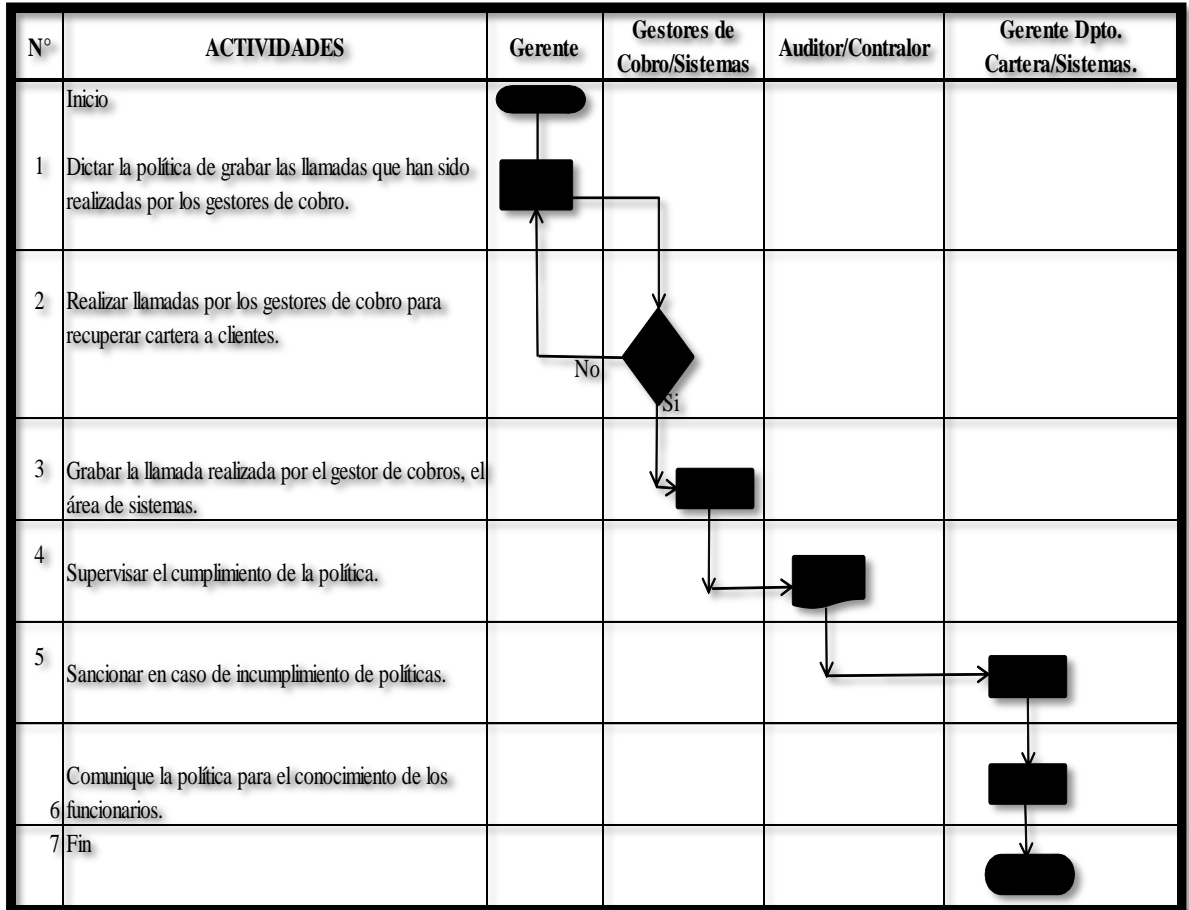 N°
ACTIVIDADES
Gerente
Gestores de
Cobro/Sistemas
Auditor/Contralor
Gerente Dpto.
Cartera/Sistemas.
Inicio
1
Dictar la política de grabar las llamadas que han sido
realizadas por los gestores de cobro.
2
Realizar llamadas por los gestores de cobro para
recuperar cartera a clientes.
No
Si
3
Grabar la llamada realizada por el gestor de cobros, el
área de sistemas.
4
Supervisar el cumplimiento de la política.
5
Sancionar en caso de incumplimiento de políticas.
Comunique la política para el conocimiento de los
6 funcionarios.
7 Fin